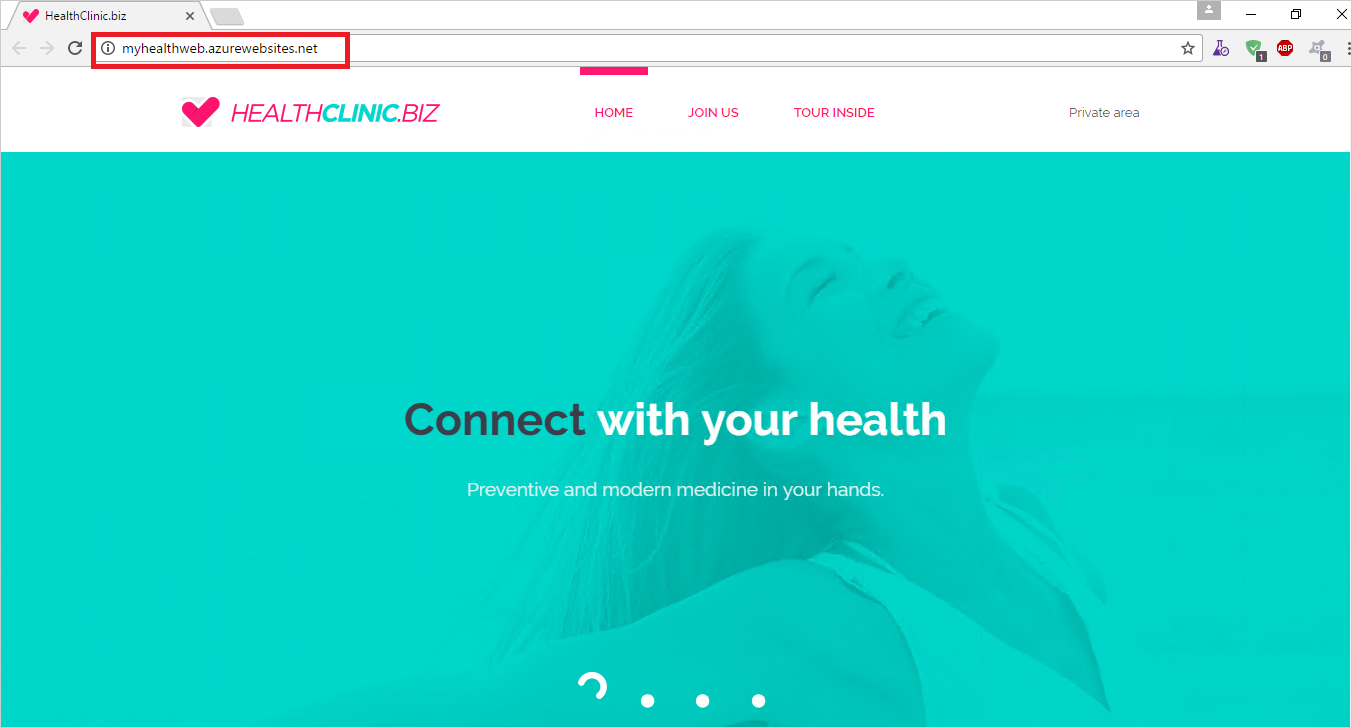 HealthClinic.biz
myhealthweb.azurewebsites.net
1
ABP
0
HEALTHCLINIC.BIZ
HOME
JOIN US
TOUR INSIDE
Private area
Connect with your health
Preventive and modern medicine in your hands.